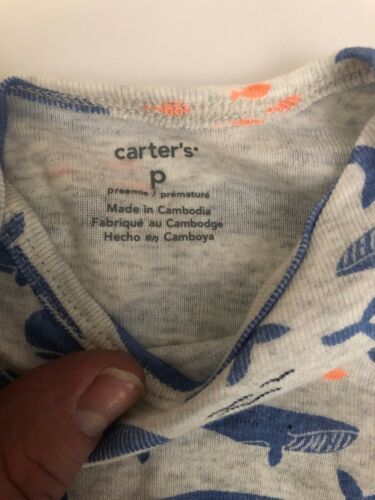 carter's
p
preemie / prématuré
Made in Cambodia
Fabriqué au Cambodge
Hecho en Camboya